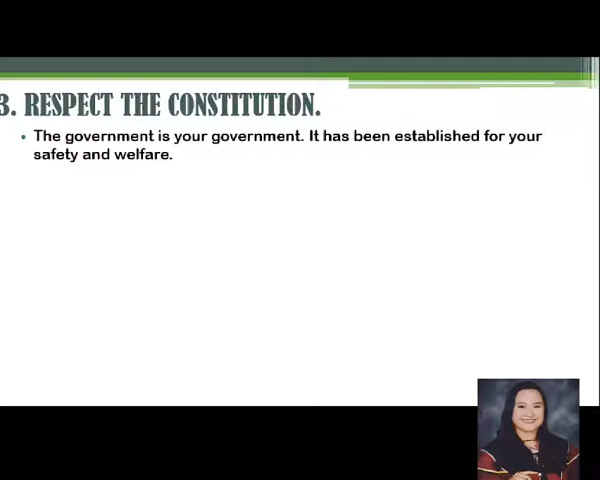 3. RESPECT THE CONSTITUTION.
• The government is your government. It has been established for your
safety and welfare.